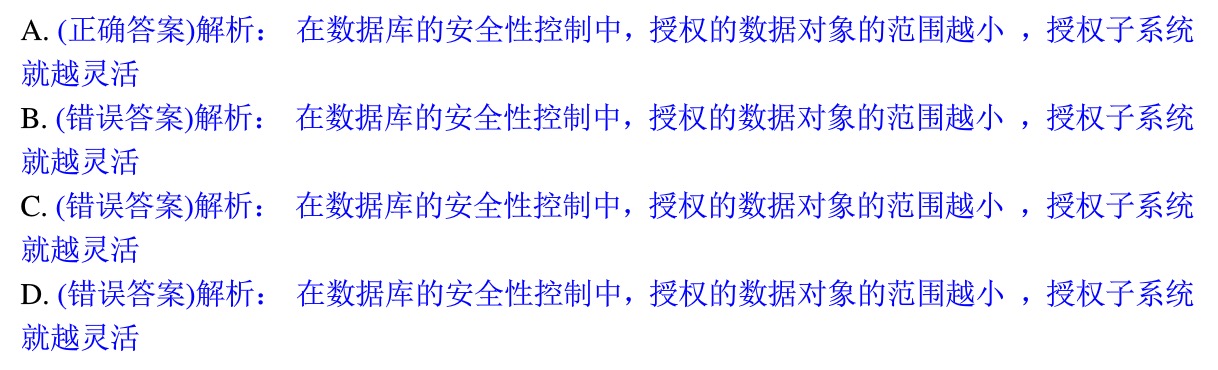 A. (正确答案)解析： 在数据库的安全性控制中，授权的数据对象的范围越小 ，授权子系统
就越灵活
B. (错误答案)解析： 在数据库的安全性控制中，授权的数据对象的范围越小 ，授权子系统
就越灵活
C. (错误答案)解析： 在数据库的安全性控制中，授权的数据对象的范围越小 ，授权子系统
就越灵活
D. (错误答案)解析： 在数据库的安全性控制中，授权的数据对象的范围越小 ，授权子系统
就越灵活